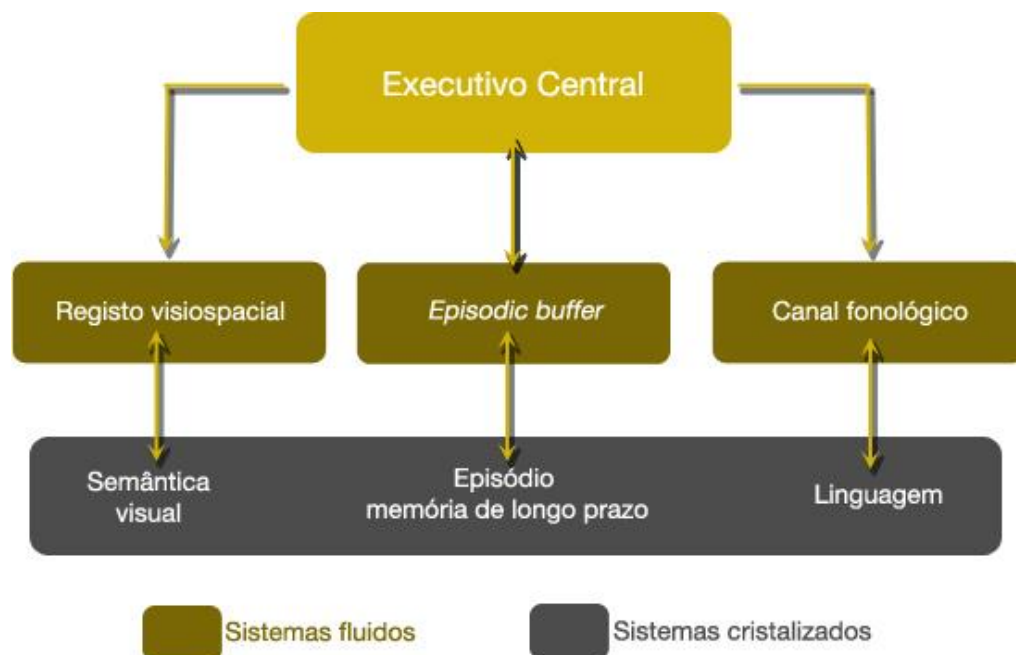 Executivo Central
Registo visiospacial
Episodic buffer
Canal fonológico
Semântica
visual
Episódio
memória de longo prazo
Linguagem
Sistemas fluidos
Sistemas cristalizados